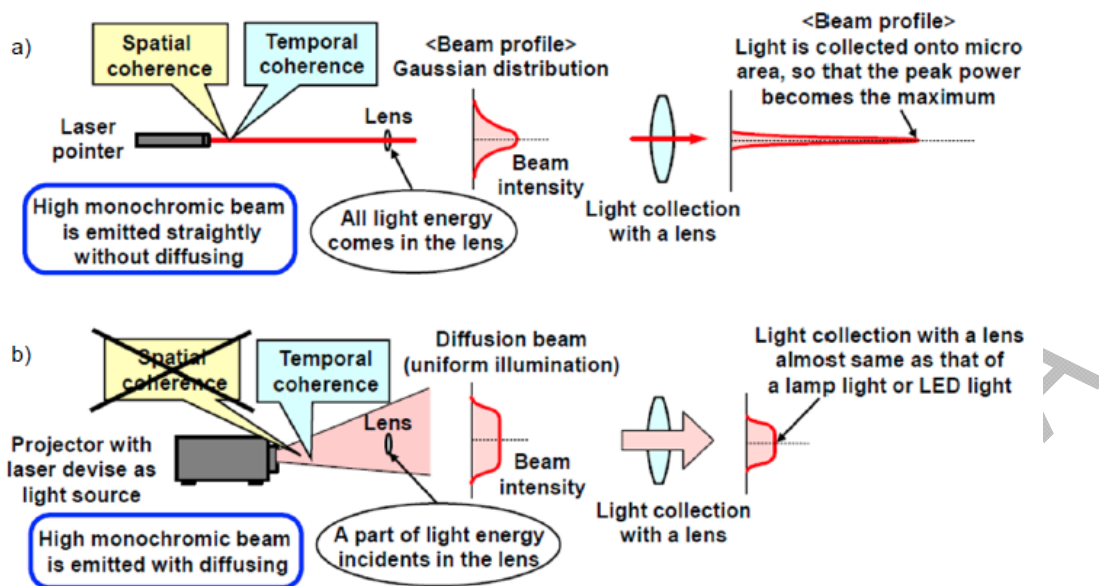 a)
Spatial
coherence
Temporal
coherence
<Beam profile>
Gaussian distribution
<Beam profile>
Light is collected onto micro
area, so that the peak power
becomes the maximum
Laser
pointer
Lens
Beam
intensity
High monochromic beam
is emitted straightly
without diffusing
All light energy
comes in the lens
Light collection
with a lens
b)
Spatial
coherence
Temporal
coherence
Diffusion beam
(uniform illumination)
Light collection with a lens
almost same as that of
a lamp light or LED light
Projector with
laser devise as
light source
Lens
Beam
intensity
High monochromic beam
is emitted with diffusing
A part of light energy
incidents in the lens
Light collection
with a lens